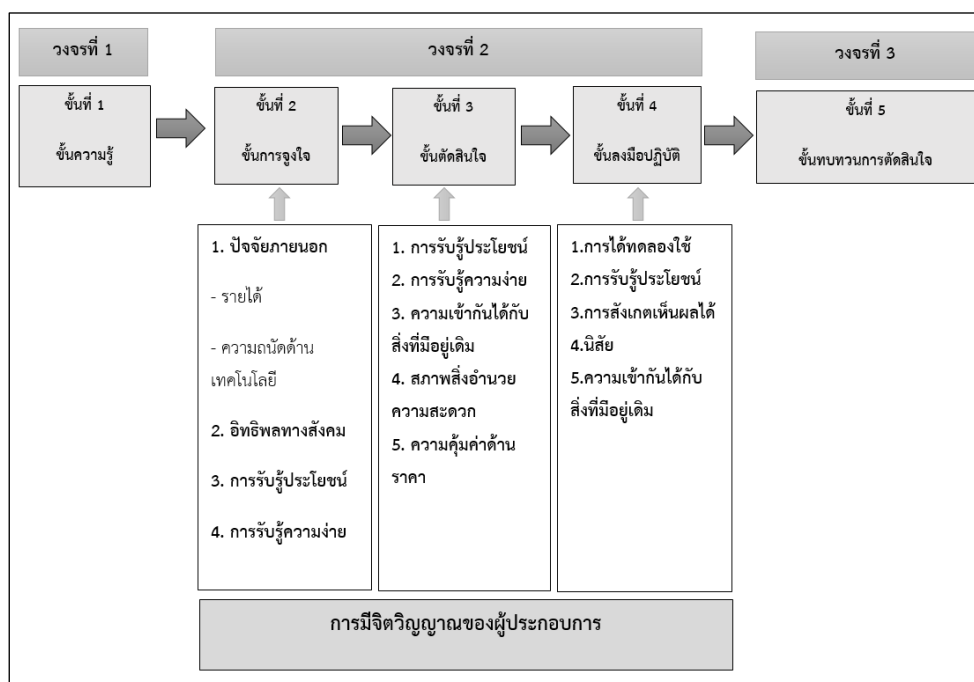 วงจรที่ 1
วงจรที่ 2
วงจรที่ 3
ขั้นที่ 1
ขั้นความรู้
ขั้นที่ 2
ขั้นการจูงใจ
ขั้นที่ 3
ขั้นตัดสินใจ
ขั้นที่ 4
ขั้นลงมือปฏิบัติ
ขั้นที่ 5
ขั้นทบทวนการตัดสินใจ
1. ปัจจัยภายนอก
- รายได้
- ความถนัดด้าน
เทคโนโลยี
2. อิทธิพลทางสังคม
3. การรับรู้ประโยชน์
4. การรับรู้ความง่าย
1. การรับรู้ประโยชน์
2. การรับรู้ความง่าย
3. ความเข้ากันได้กับ
สิ่งที่มีอยู่เดิม
4. สภาพสิ่งอำนวย
ความสะดวก
5. ความคุ้มค่าด้าน
ราคา
1.การได้ทดลองใช้
2.การรับรู้ประโยชน์
3.การสังเกตเห็นผลได้
4.นิสัย
5.ความเข้ากันได้กับ
สิ่งที่มีอยู่เดิม
การมีจิตวิญญาณของผู้ประกอบการ